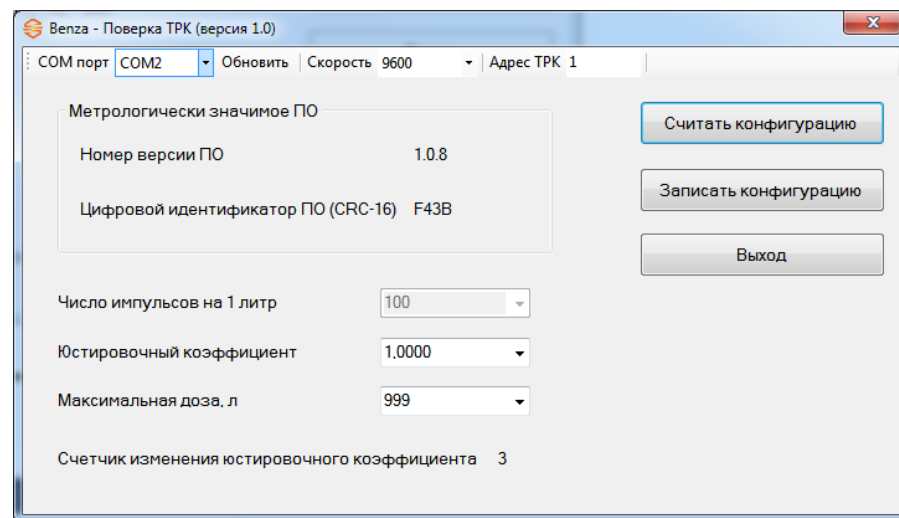 Benza - Поверка ТРК (версия 1.0)
COM порт COM2 Обновить Скорость 9600 Адрес ТРК 1
Метрологически значимое ПО
Считать конфигурацию
Номер версии ПО 1.0.8
Записать конфигурацию
Цифровой идентификатор ПО (CRC-16) F43B
Выход
Число импульсов на 1 литр 100
Юстировочный коэффициент 1,0000
Максимальная доза, л 999
Счетчик изменения юстировочного коэффициента 3